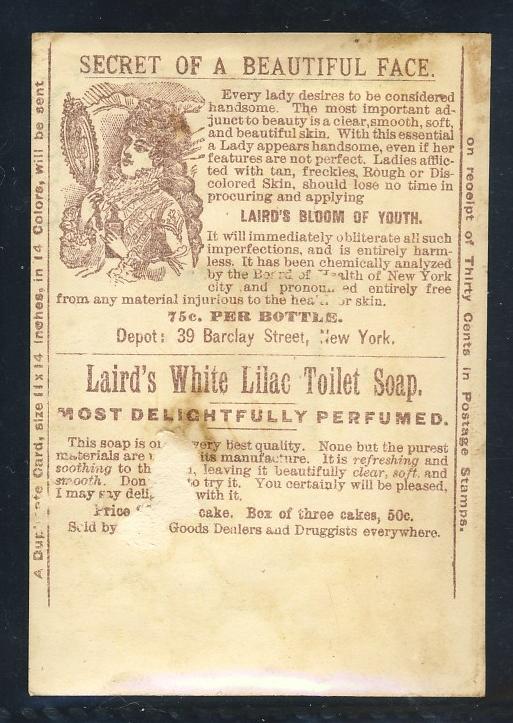 SECRET OF A BEAUTIFUL FACE.
Every lady desires to be considered
handsome. The most important ad-
junct to beauty is a clear, smooth, soft,
and beautiful skin. With this essential
a Lady appears handsome, even if her
features are not perfect. Ladies afflic-
ted with tan, freckles, Rough or Dis-
colored Skin, should lose no time in
procuring and applying
LAIRD'S BLOOM OF YOUTH.
It will immediately obliterate all such
imperfections, and is entirely harm-
less. It has been chemically analyzed
by the Board of Health of New York
city and pronou ed entirely free
from any material injurious to the hea or skin.
75c. PER BOTTLE.
Depot: 39 Barclay Street, New York.
Laird's White Lilac Toilet Soap.
MOST DELIGHTFULLY PERFUMED.
This soap is of very best quality. None but the purest
materials are its manufacture. It is refreshing and
soothing to th , leaving it beautifully clear, soft and
smooth. Don to try it. You certainly will be pleased,
I may say deli with it.
Price cake. Box of three cakes, 50c.
Sold by Goods Dealers and Druggists everywhere.
A Duplicate Card, size 11x14 inches, in 14 Colors, will be sent
on receipt of Thirty Cents in Postage Stamps.